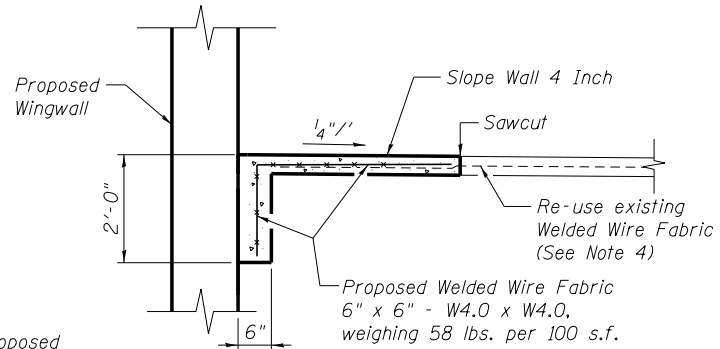 Proposed
Wingwall
Slope Wall 4 Inch
1/4"/'
Sawcut
2'-0"
Re-use existing
Welded Wire Fabric
(See Note 4)
Proposed Welded Wire Fabric
6" x 6" - W4.0 x W4.0,
weighing 58 lbs. per 100 s.f.
6"